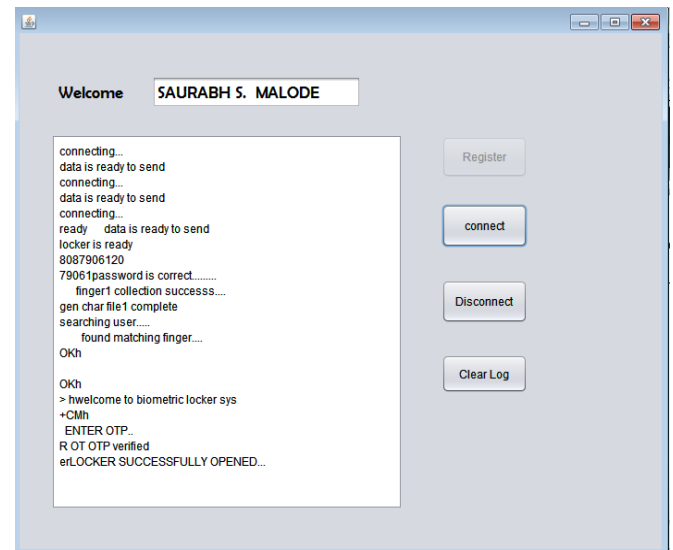 Welcome SAURABH S. MALODE
connecting...
data is ready to send
connecting...
data is ready to send
connecting...
ready data is ready to send
locker is ready
8087906120
79061password is correct.........
finger1 collection successs....
gen char file1 complete
searching user.....
found matching finger....
OKh
OKh
> hwelcome to biometric locker sys
+CMh
ENTER OTP..
R OT OTP verified
erLOCKER SUCCESSFULLY OPENED...
Register
connect
Disconnect
Clear Log